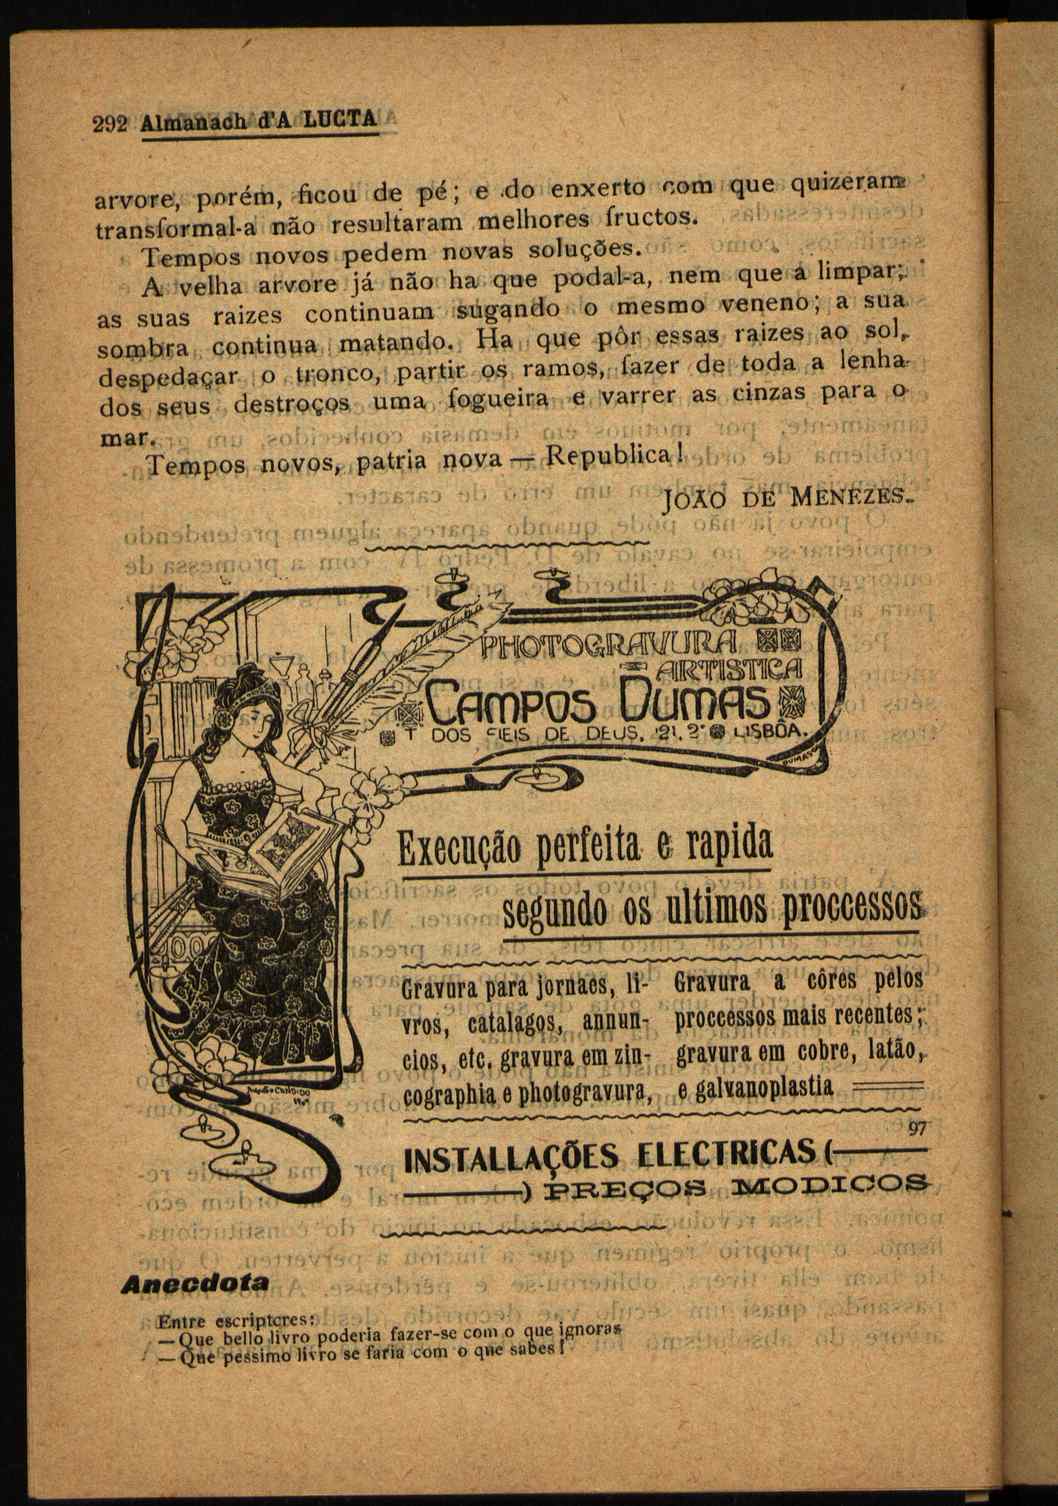 292 Almanach d'A LUCTA
arvore, porém, ficou de pé; e do enxerto com que quizeram
transformal-a não resultaram melhores fructos.
Tempos novos pedem novas soluções.
A velha arvore já não ha que podal-a, nem que a limpar;
as suas raizes continuam sugando o mesmo veneno; a sua
sombra continua matando. Ha que pôr essas raizes ao sol,
despedaçar o tronco, partir os ramos, fazer de toda a lenha
dos seus destroços uma fogueira e varrer as cinzas para o
mar.
Tempos novos, patria nova — Republica!
JOÃO DE MENEZES.
PHOTOGRAVURA
ARTISTICA
CAMPOS DUMAS
T. DOS FIEIS DE DEUS, 21, 2º LISBÔA.
DUMAS
Execução perfeita e rapida
segundo os ultimos proccessos
Gravura para jornaes, li-
vros, catalagos, annun-
cios, etc. gravura em zin-
cographia e photogravura,
Gravura a côres pelos
proccessos mais recentes;
gravura em cobre, latão,
e galvanoplastia
97
INSTALLAÇÕES ELECTRICAS (
) PREÇOS MODICOS
Anecdota
Entre escriptores:
— Que bello livro poderia fazer-se com o que ignoras
— Que pessimo livro se faria com o que sabes!